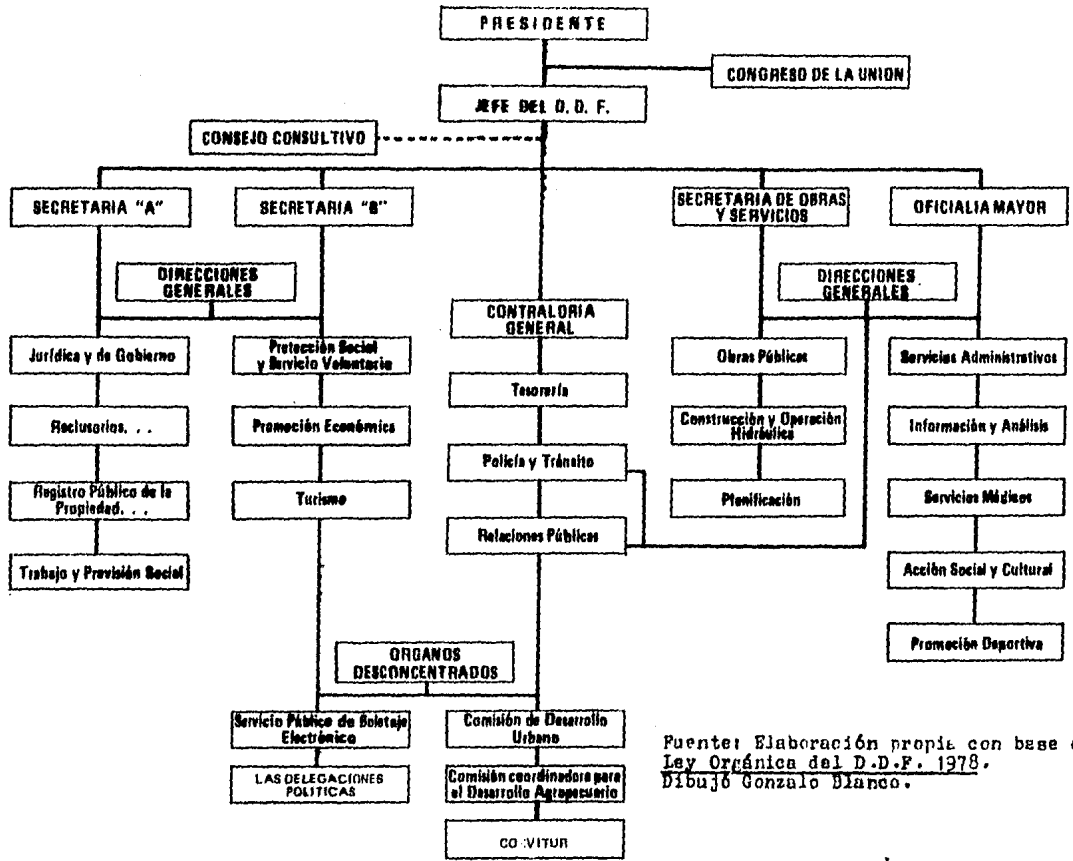 PRESIDENTE
CONGRESO DE LA UNION
JEFE DEL D. D. F.
CONSEJO CONSULTIVO
SECRETARIA "A"
SECRETARIA "B"
SECRETARIA DE OBRAS
Y SERVICIOS
OFICIALIA MAYOR
DIRECCIONES
GENERALES
DIRECCIONES
GENERALES
CONTRALORIA
GENERAL
Jurídica y de Gobierno
Protección Social
y Servicio Voluntario
Obras Públicas
Servicios Administrativos
Tesorería
Reclusorios. . .
Promoción Económica
Construcción y Operación
Hidráulica
Información y Análisis
Policía y Tránsito
Registro Público de la
Propiedad. . .
Turismo
Planificación
Servicios Médicos
Relaciones Públicas
Trabajo y Previsión Social
Acción Social y Cultural
Promoción Deportiva
ORGANOS
DESCONCENTRADOS
Servicio Público de Boletaje
Electrónico
Comisión de Desarrollo
Urbano
LAS DELEGACIONES
POLITICAS
Comisión coordinadora para
el Desarrollo Agropecuario
Fuente: Elaboración propia con base
Ley Orgánica del D.D.F. 1978.
Dibujó Gonzalo Blanco.